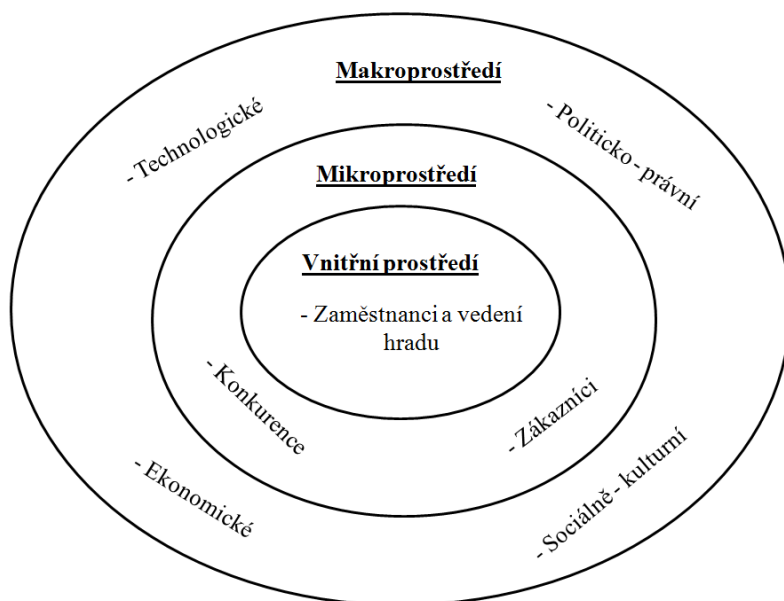 Makroprostředí
- Technologické
- Politicko - právní
Mikroprostředí
Vnitřní prostředí
- Zaměstnanci a vedení
hradu
- Konkurence
- Zákazníci
- Ekonomické
- Sociálně - kulturní